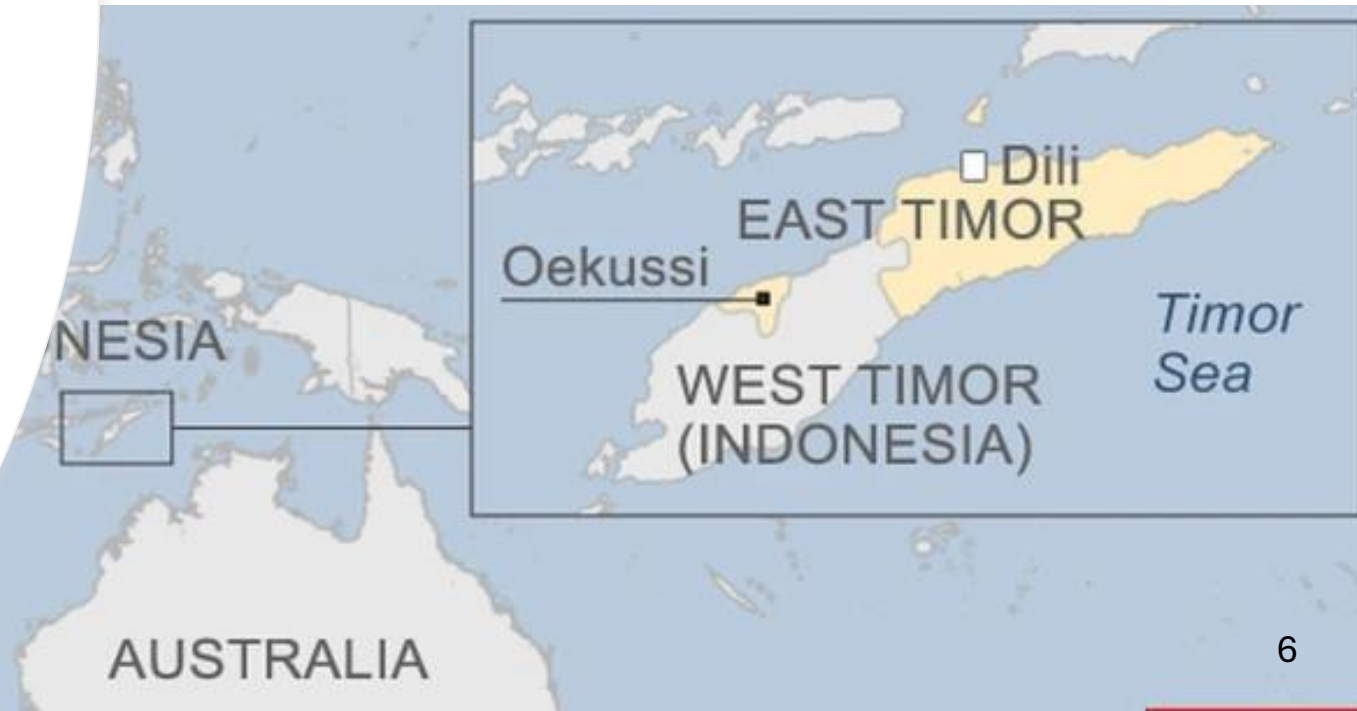 Dili
EAST TIMOR
Oekussi
Timor
Sea
NESIA
WEST TIMOR
(INDONESIA)
AUSTRALIA
6